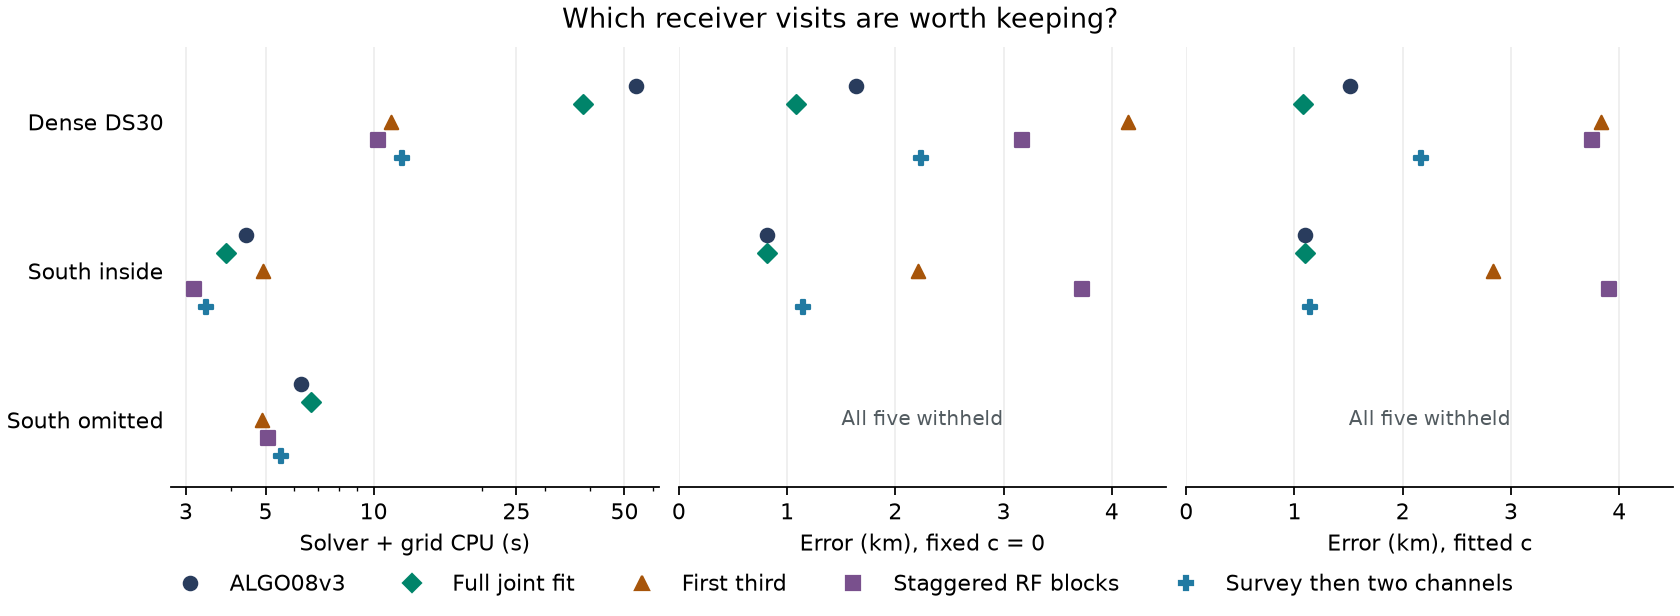 Which receiver visits are worth keeping?
Dense DS30
South inside
South omitted
All five withheld
All five withheld
3 5 10 25 50
0 1 2 3 4
0 1 2 3 4
Solver + grid CPU (s)
Error (km), fixed c = 0
Error (km), fitted c
ALGO08v3 Full joint fit First third Staggered RF blocks Survey then two channels